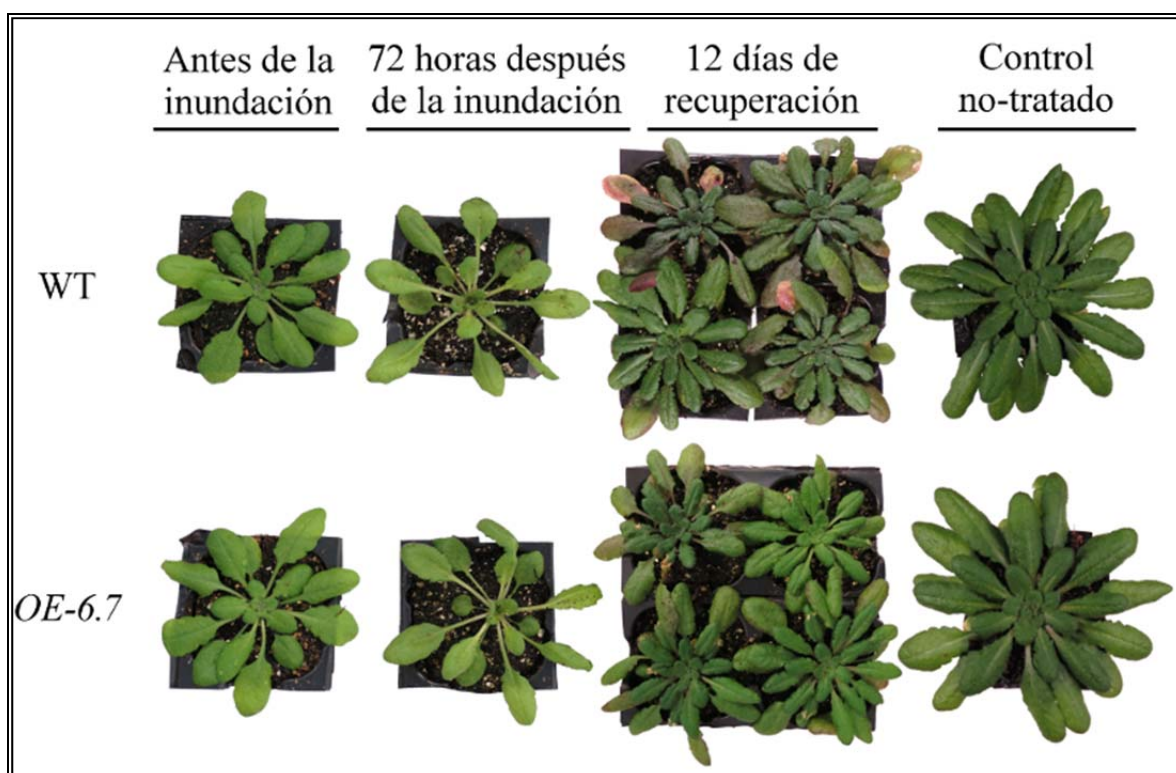 Antes de la
inundación
72 horas después
de la inundación
12 días de
recuperación
Control
no-tratado
WT
OE-6.7